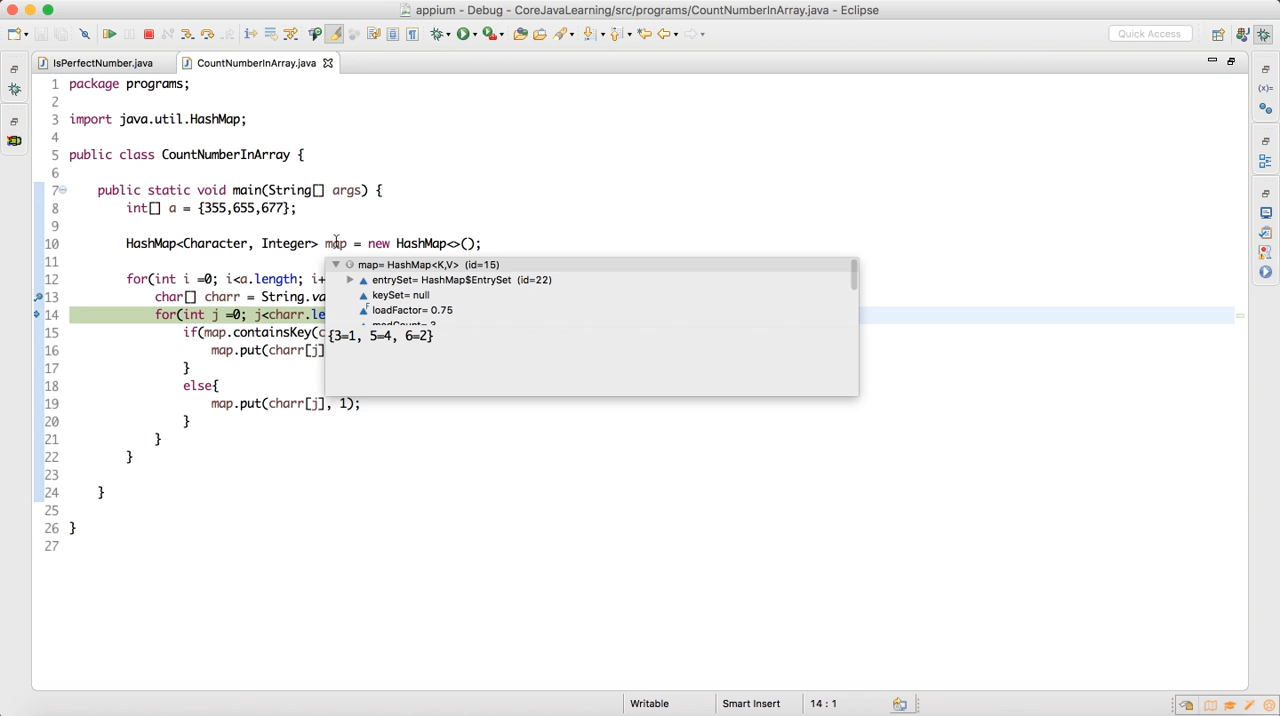 appium - Debug - CoreJavaLearning/src/programs/CountNumberInArray.java - Eclipse
Quick Access
IsPerfectNumber.java
CountNumberInArray.java
1 package programs;
2
3 import java.util.HashMap;
4
5 public class CountNumberInArray {
6
7 public static void main(String[] args) {
8 int[] a = {355,655,677};
9
10 HashMap<Character, Integer> map = new HashMap<>();
11
map= HashMap<K,V> (id=15)
12 for(int i =0; i<a.length; i+
entrySet= HashMap$EntrySet (id=22)
13 char[] charr = String.va
keySet= null
14 for(int j =0; j<charr.le
loadFactor= 0.75
modCount= 3
15 if(map.containsKey(c
{3=1, 5=4, 6=2}
16 map.put(charr[j]
17 }
18 else{
19 map.put(charr[j], 1);
20 }
21 }
22 }
23
24 }
25
26 }
27
Writable
Smart Insert
14 : 1